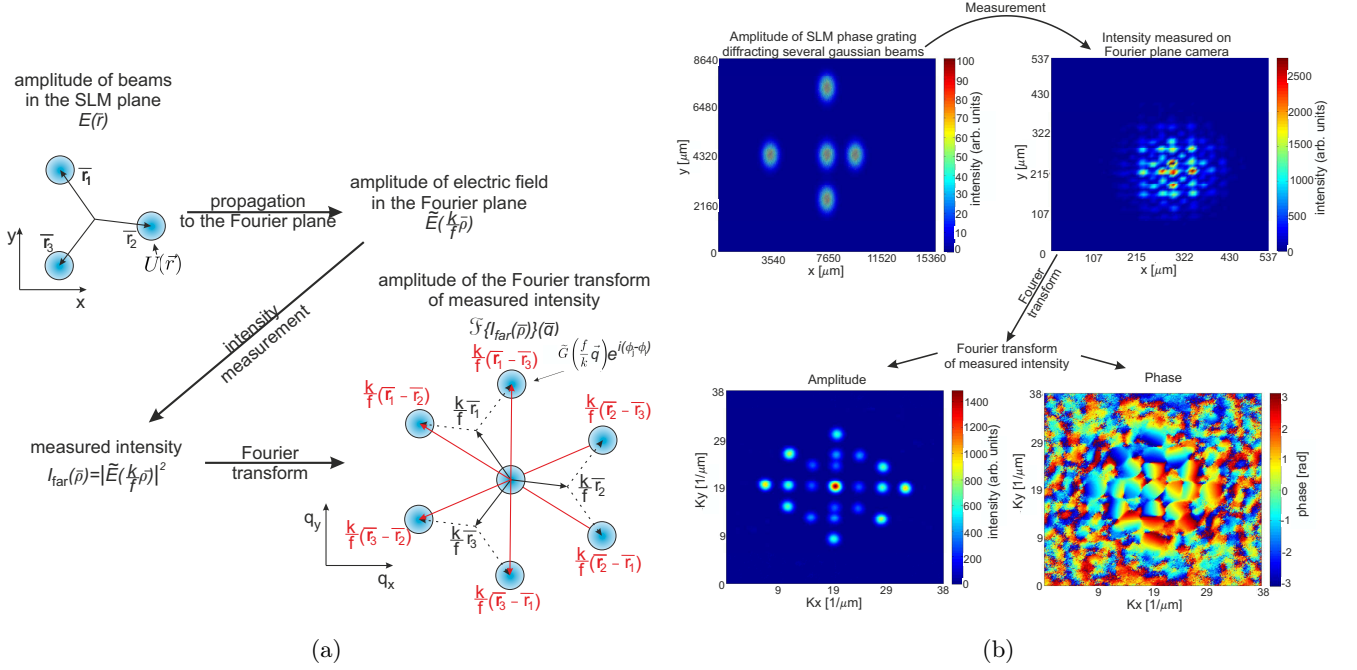 amplitude of beams
in the SLM plane
E(r̄)
r̄₁
r̄₂
r̄₃
U(r⃗)
y
x
propagation
to the Fourier plane
amplitude of electric field
in the Fourier plane
Ẽ(k/f ρ̄)
intensity
measurement
measured intensity
I_far(ρ̄)=|Ẽ(k/f ρ̄)|²
Fourier
transform
amplitude of the Fourier transform
of measured intensity
ℱ{I_far(ρ̄)}(q̄)
k/f(r̄₁ − r̄₃)
G̃(f/k q⃗)e^i(ϕⱼ-ϕᵢ)
k/f(r̄₁ − r̄₂)
k/f r̄₁
k/f(r̄₂ − r̄₃)
k/f r̄₂
k/f(r̄₃ − r̄₂)
k/f r̄₃
k/f(r̄₂ − r̄₁)
k/f(r̄₃ − r̄₁)
q_y
q_x
(a)
Measurement
Amplitude of SLM phase grating
diffracting several gaussian beams
8640
6480
4320
2160
0
y [µm]
3540 7650 11500 15360
x [µm]
100
90
80
70
60
50
40
30
20
10
0
intensity (arb. units)
Intensity measured on
Fourier plane camera
537
430
322
215
107
0
y [µm]
107 215 322 430 537
x [µm]
2500
2000
1500
1000
500
0
intensity (arb. units)
Fourer
transform
Fourier transform
of measured intensity
Amplitude
38
29
19
9
0
Ky [1/µm]
9 19 29 38
Kx [1/µm]
1400
1200
1000
800
600
400
200
0
intensity (arb. units)
Phase
38
29
19
9
0
Ky [1/µm]
9 19 29 38
Kx [1/µm]
3
2
1
0
-1
-2
-3
phase [rad]
(b)